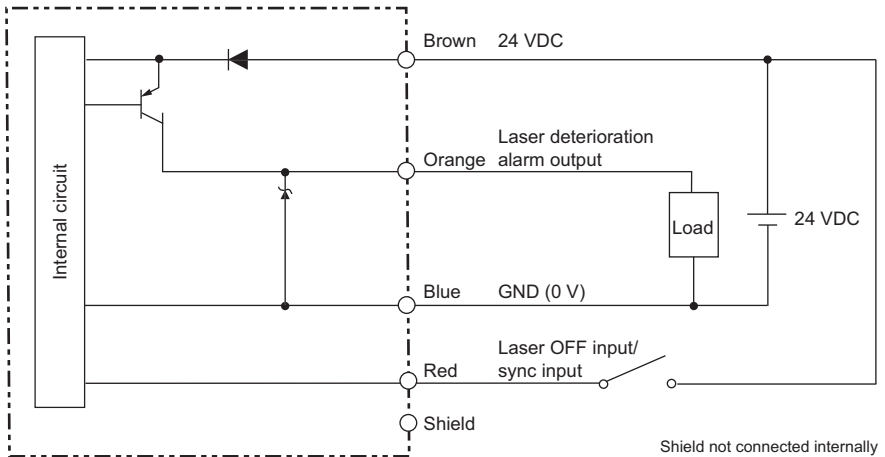 Brown 24 VDC
Laser deterioration
Orange alarm output
Internal circuit
Load
24 VDC
Blue GND (0 V)
Laser OFF input/
Red sync input
Shield
Shield not connected internally